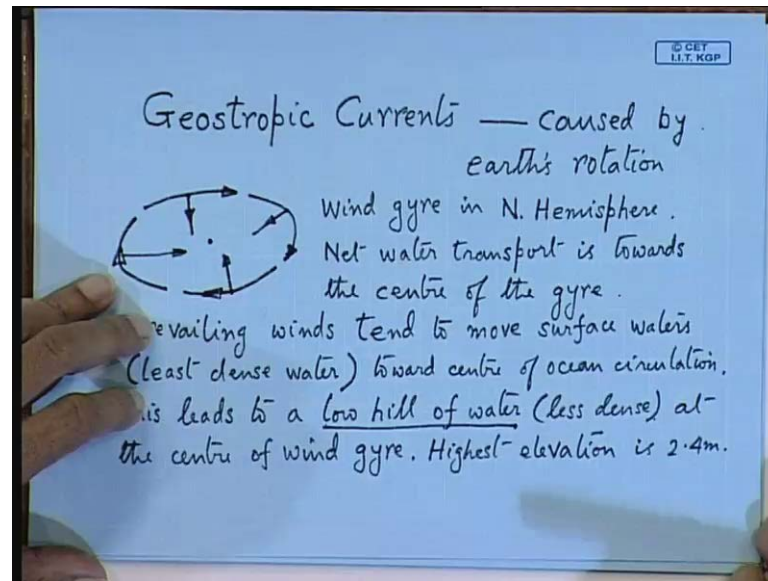 © CET
I.I.T. KGP
Geostropic Currents — caused by
earth's rotation
Wind gyre in N. Hemisphere.
Net water transport is towards
the centre of the gyre.
evailing winds tend to move surface waters
(least dense water) toward centre of ocean circulation.
is leads to a low hill of water (less dense) at
the centre of wind gyre. Highest elevation is 2.4m.